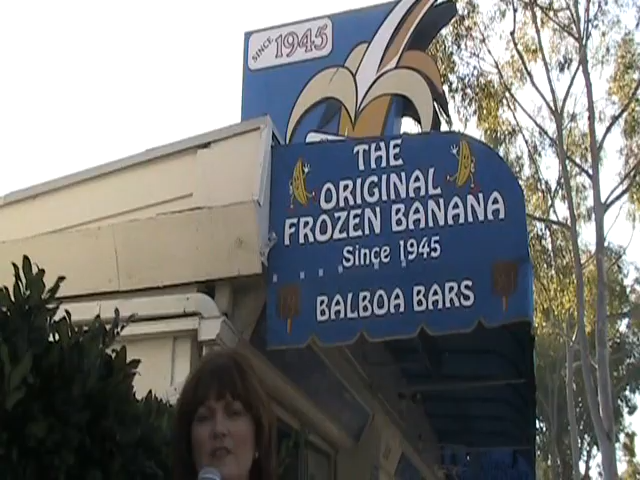 SINCE 1945
THE
ORIGINAL
FROZEN BANANA
Since 1945
BALBOA BARS